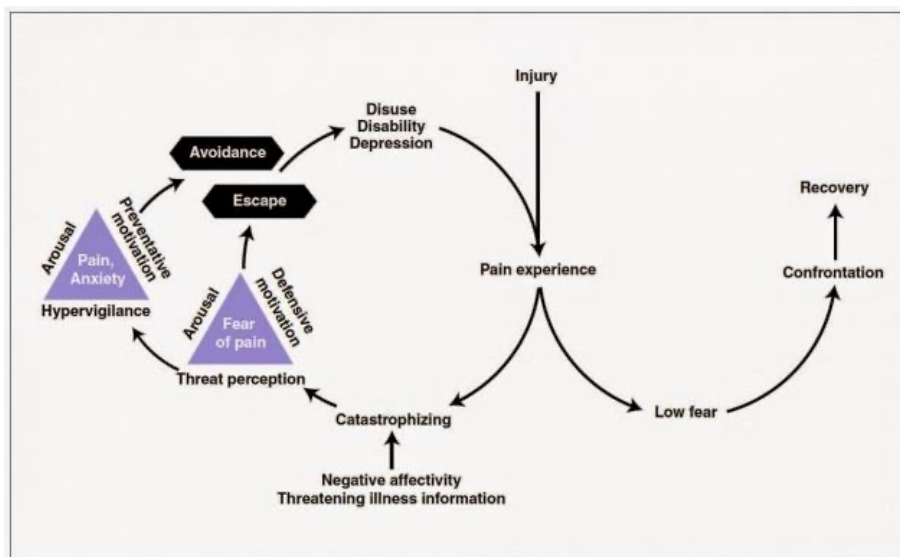 Injury
Disuse
Disability
Depression
Avoidance
Escape
Recovery
Arousal
Preventative
motivation
Pain,
Anxiety
Hypervigilance
Arousal
Defensive
motivation
Fear
of pain
Threat perception
Pain experience
Confrontation
Catastrophizing
Low fear
Negative affectivity
Threatening illness information